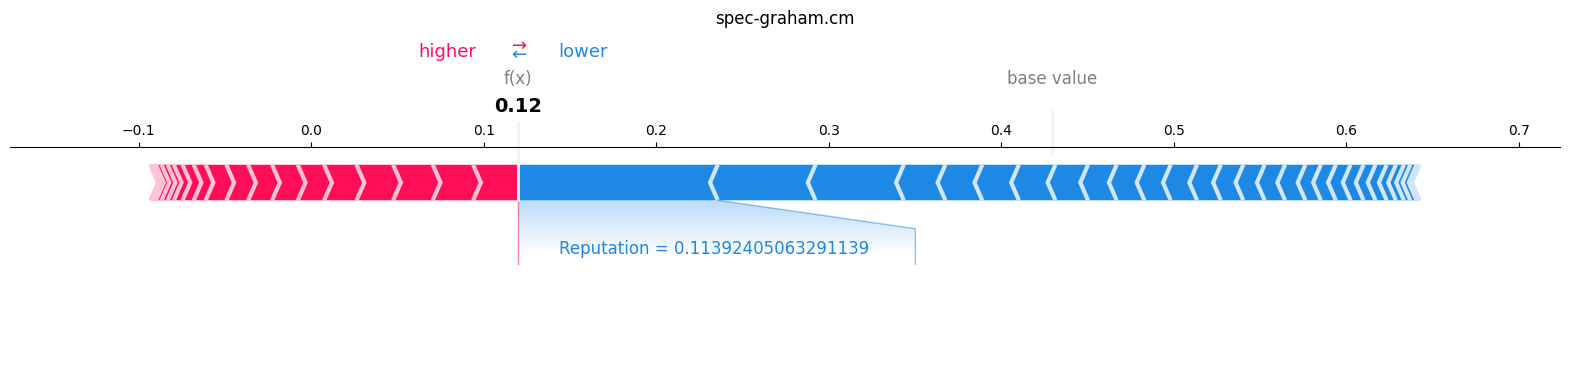 spec-graham.cm
higher ⇄ lower
f(x) base value
0.12
−0.1 0.0 0.1 0.2 0.3 0.4 0.5 0.6 0.7
Reputation = 0.11392405063291139